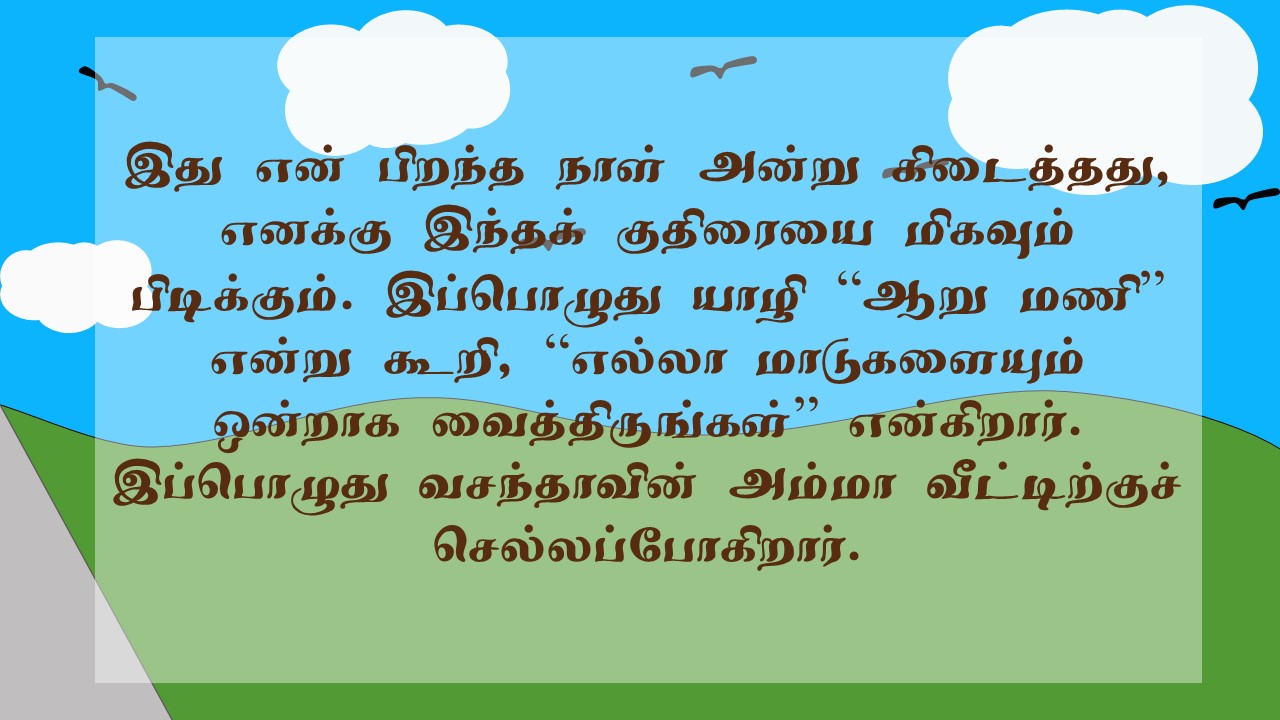 இது என் பிறந்த நாள் அன்று கிடைத்தது,
எனக்கு இந்தக் குதிரையை மிகவும்
பிடிக்கும். இப்பொழுது யாழி “ஆறு மணி”
என்று கூறி, “எல்லா மாடுகளையும்
ஒன்றாக வைத்திருங்கள்” என்கிறார்.
இப்பொழுது வசந்தாவின் அம்மா வீட்டிற்குச்
செல்லப்போகிறார்.